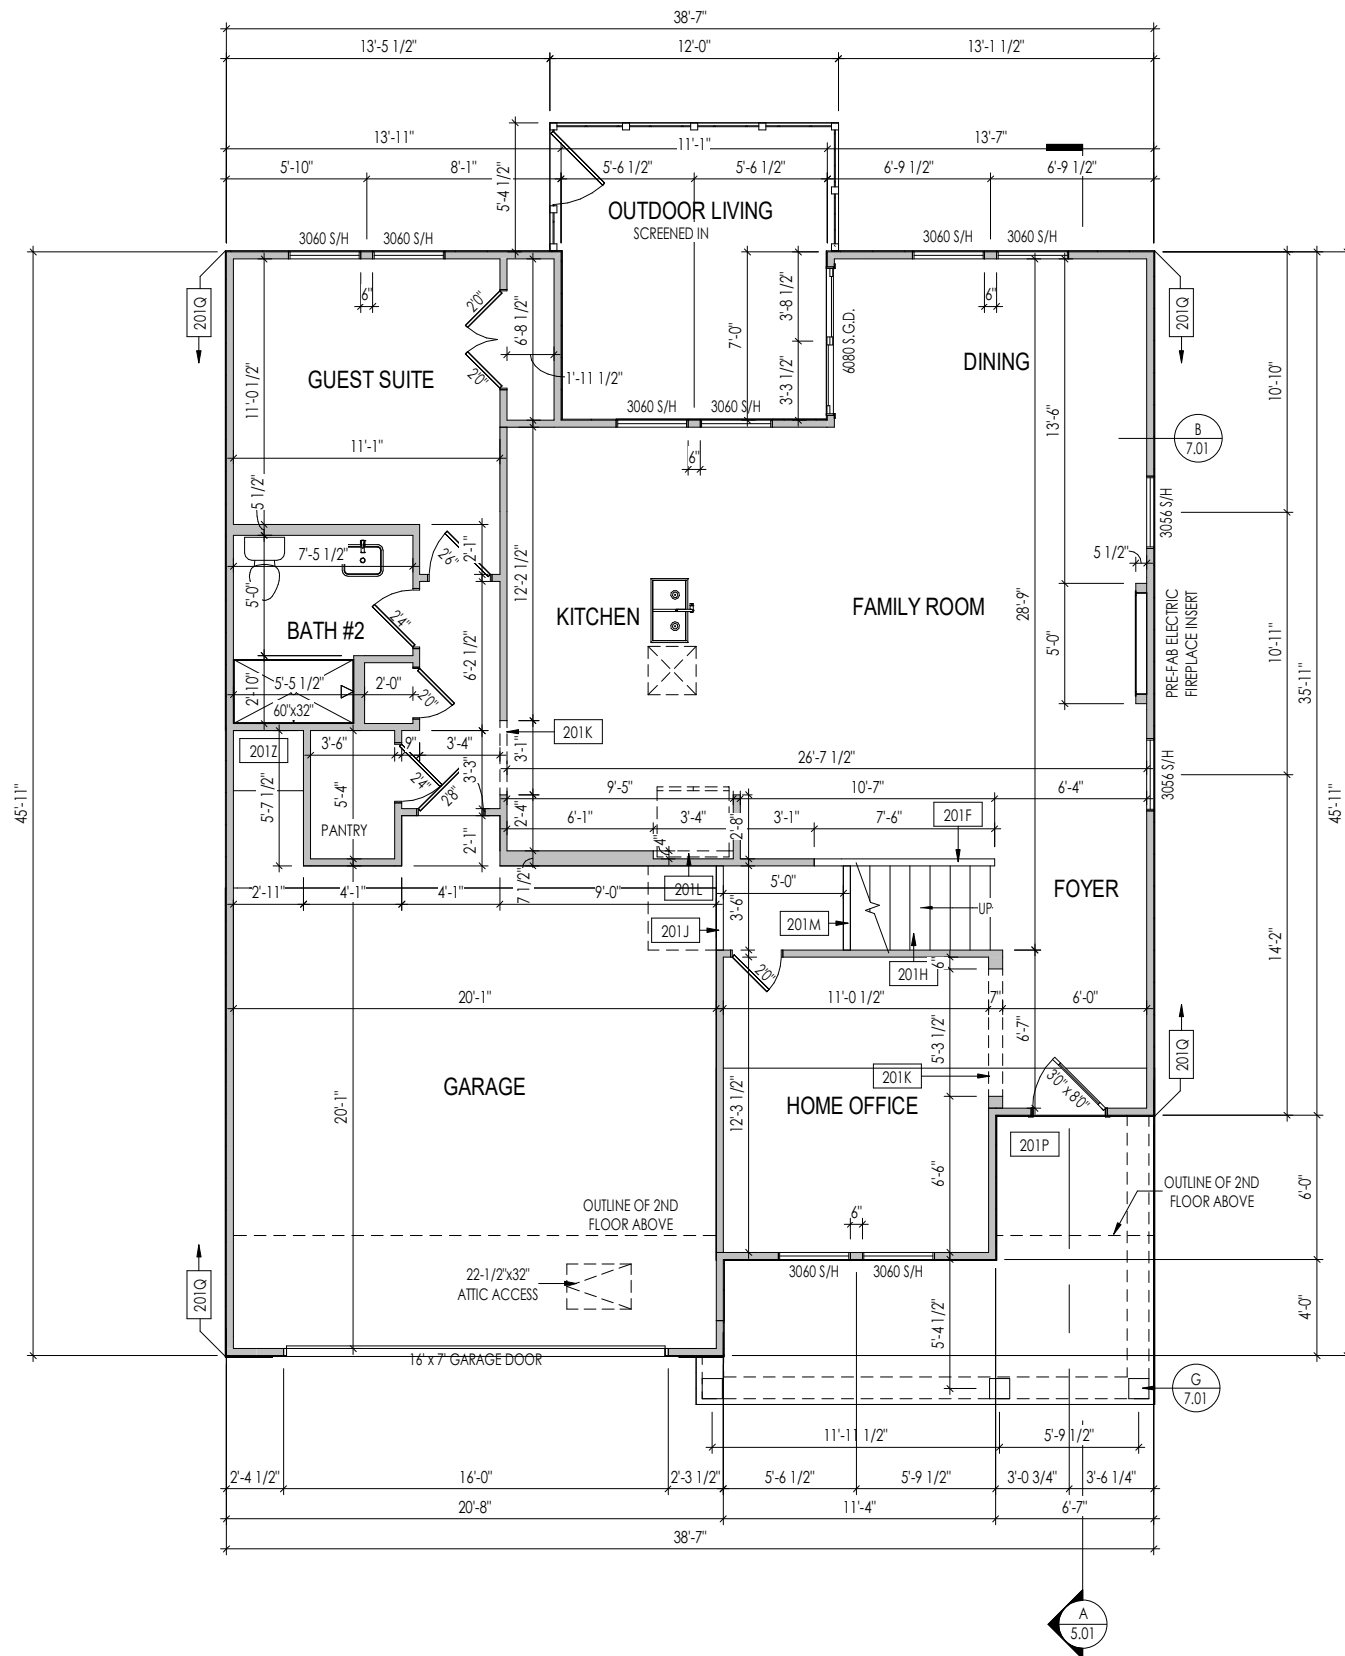 38'-7"
13'-5 1/2"
12'-0"
13'-1 1/2"
13'-11"
11'-1"
13'-7"
5'-10"
8'-1"
5'-4 1/2"
5'-6 1/2"
5'-6 1/2"
6'-9 1/2"
6'-9 1/2"
OUTDOOR LIVING
SCREENED IN
3060 S/H
3060 S/H
3060 S/H
3060 S/H
201Q
201Q
6"
2'0"
2'0"
6'-8 1/2"
1'-11 1/2"
7'-0"
3'-8 1/2"
3'-3 1/2"
6080 S.G.D.
6"
DINING
GUEST SUITE
11'-0 1/2"
11'-1"
3060 S/H
3060 S/H
6"
13'-6"
10'-10"
B
7.01
5 1/2"
3056 S/H
7'-5 1/2"
2'6"
2'-1"
12'-2 1/2"
5 1/2"
5'-0"
BATH #2
2'4"
KITCHEN
FAMILY ROOM
28'-9"
5'-0"
PRE-FAB ELECTRIC
FIREPLACE INSERT
10'-11"
35'-11"
6'-2 1/2"
2'-10"
5'-5 1/2"
60"x32"
2'-0"
2'0"
201Z
3'-6"
9"
3'-4"
3'-1"
201K
26'-7 1/2"
3056 S/H
45'-11"
45'-11"
5'-7 1/2"
5'-4"
2'4"
28"
3'-3"
2'-4"
9'-5"
10'-7"
6'-4"
PANTRY
2'-1"
6'-1"
3'-4"
2'-8"
3'-1"
7'-6"
201F
2'-11"
4'-1"
4'-1"
7 1/2"
9'-0"
201L
5'-0"
3'-6"
FOYER
UP
201J
201M
201H
2'0"
6"
14'-2"
20'-1"
11'-0 1/2"
7"
6'-0"
5'-3 1/2"
6'-7"
201Q
GARAGE
20'-1"
201K
3'0" x 8'0"
HOME OFFICE
12'-3 1/2"
201P
6'-6"
OUTLINE OF 2ND
FLOOR ABOVE
OUTLINE OF 2ND
FLOOR ABOVE
6'-0"
6"
201Q
22-1/2"x32"
ATTIC ACCESS
3060 S/H
3060 S/H
5'-4 1/2"
4'-0"
16' x 7' GARAGE DOOR
G
7.01
11'-11 1/2"
5'-9 1/2"
2'-4 1/2"
16'-0"
2'-3 1/2"
5'-6 1/2"
5'-9 1/2"
3'-0 3/4"
3'-6 1/4"
20'-8"
11'-4"
6'-7"
38'-7"
A
5.01